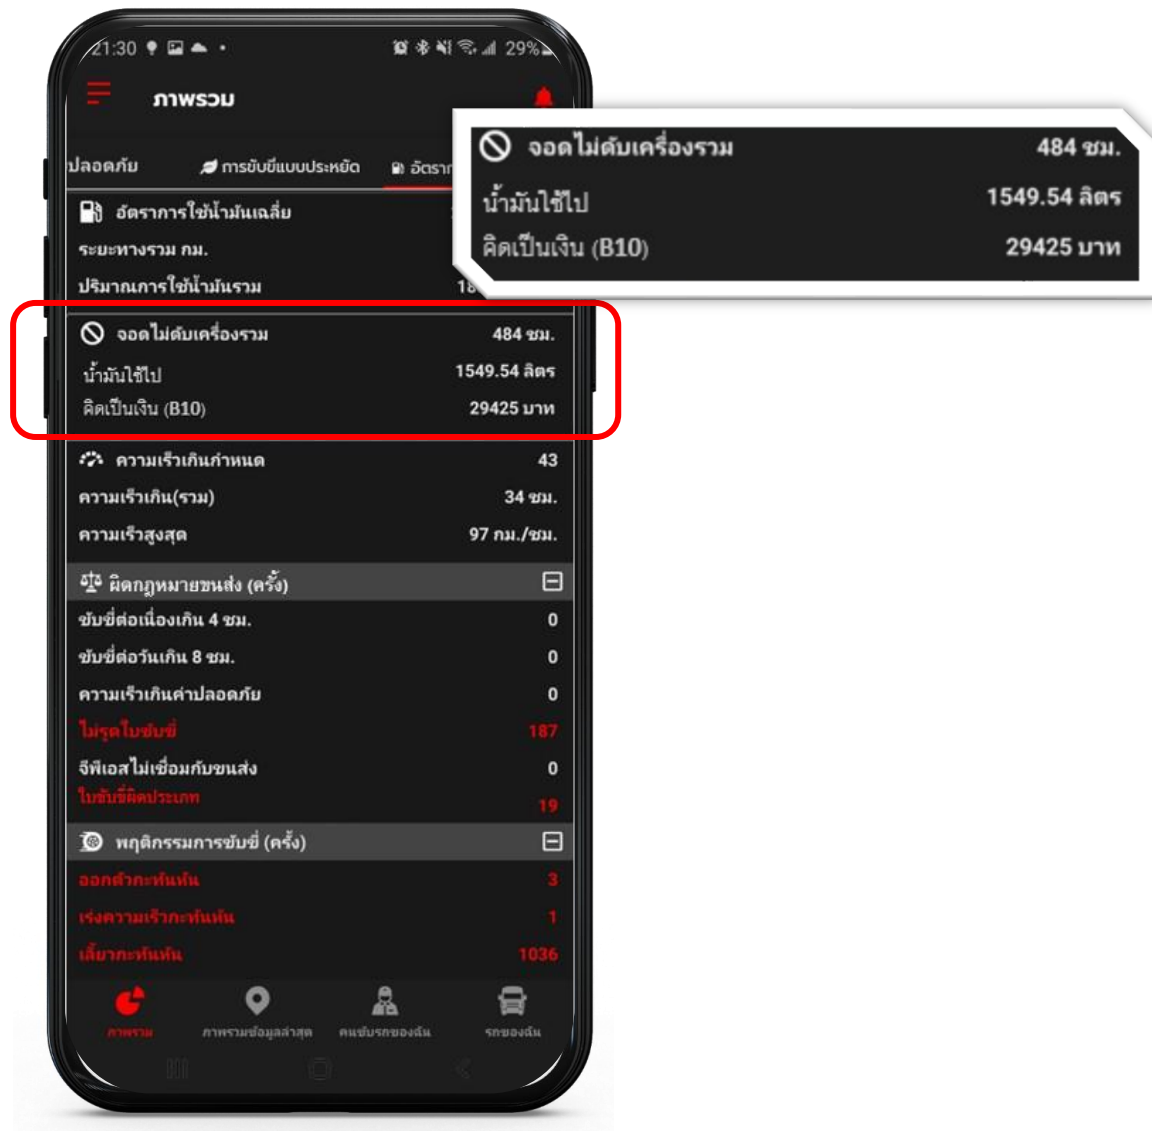 21:30
29%
ภาพรวม
ปลอดภัย
การขับขี่แบบประหยัด
อัตราก
อัตราการใช้น้ำมันเฉลี่ย
ระยะทางรวม กม.
ปริมาณการใช้น้ำมันรวม 18
จอดไม่ดับเครื่องรวม 484 ชม.
น้ำมันใช้ไป 1549.54 ลิตร
คิดเป็นเงิน (B10) 29425 บาท
จอดไม่ดับเครื่องรวม 484 ชม.
น้ำมันใช้ไป 1549.54 ลิตร
คิดเป็นเงิน (B10) 29425 บาท
ความเร็วเกินกำหนด 43
ความเร็วเกิน(รวม) 34 ชม.
ความเร็วสูงสุด 97 กม./ชม.
ผิดกฎหมายขนส่ง (ครั้ง)
ขับขี่ต่อเนื่องเกิน 4 ชม. 0
ขับขี่ต่อวันเกิน 8 ชม. 0
ความเร็วเกินค่าปลอดภัย 0
ไม่รูดใบขับขี่ 187
จีพีเอสไม่เชื่อมกับขนส่ง 0
ใบขับขี่ผิดประเภท 19
พฤติกรรมการขับขี่ (ครั้ง)
ออกตัวกะทันหัน 3
เร่งความเร็วกะทันหัน 1
เลี้ยวกะทันหัน 1036
ภาพรวม
ภาพรวมข้อมูลล่าสุด
คนขับรถของฉัน
รถของฉัน